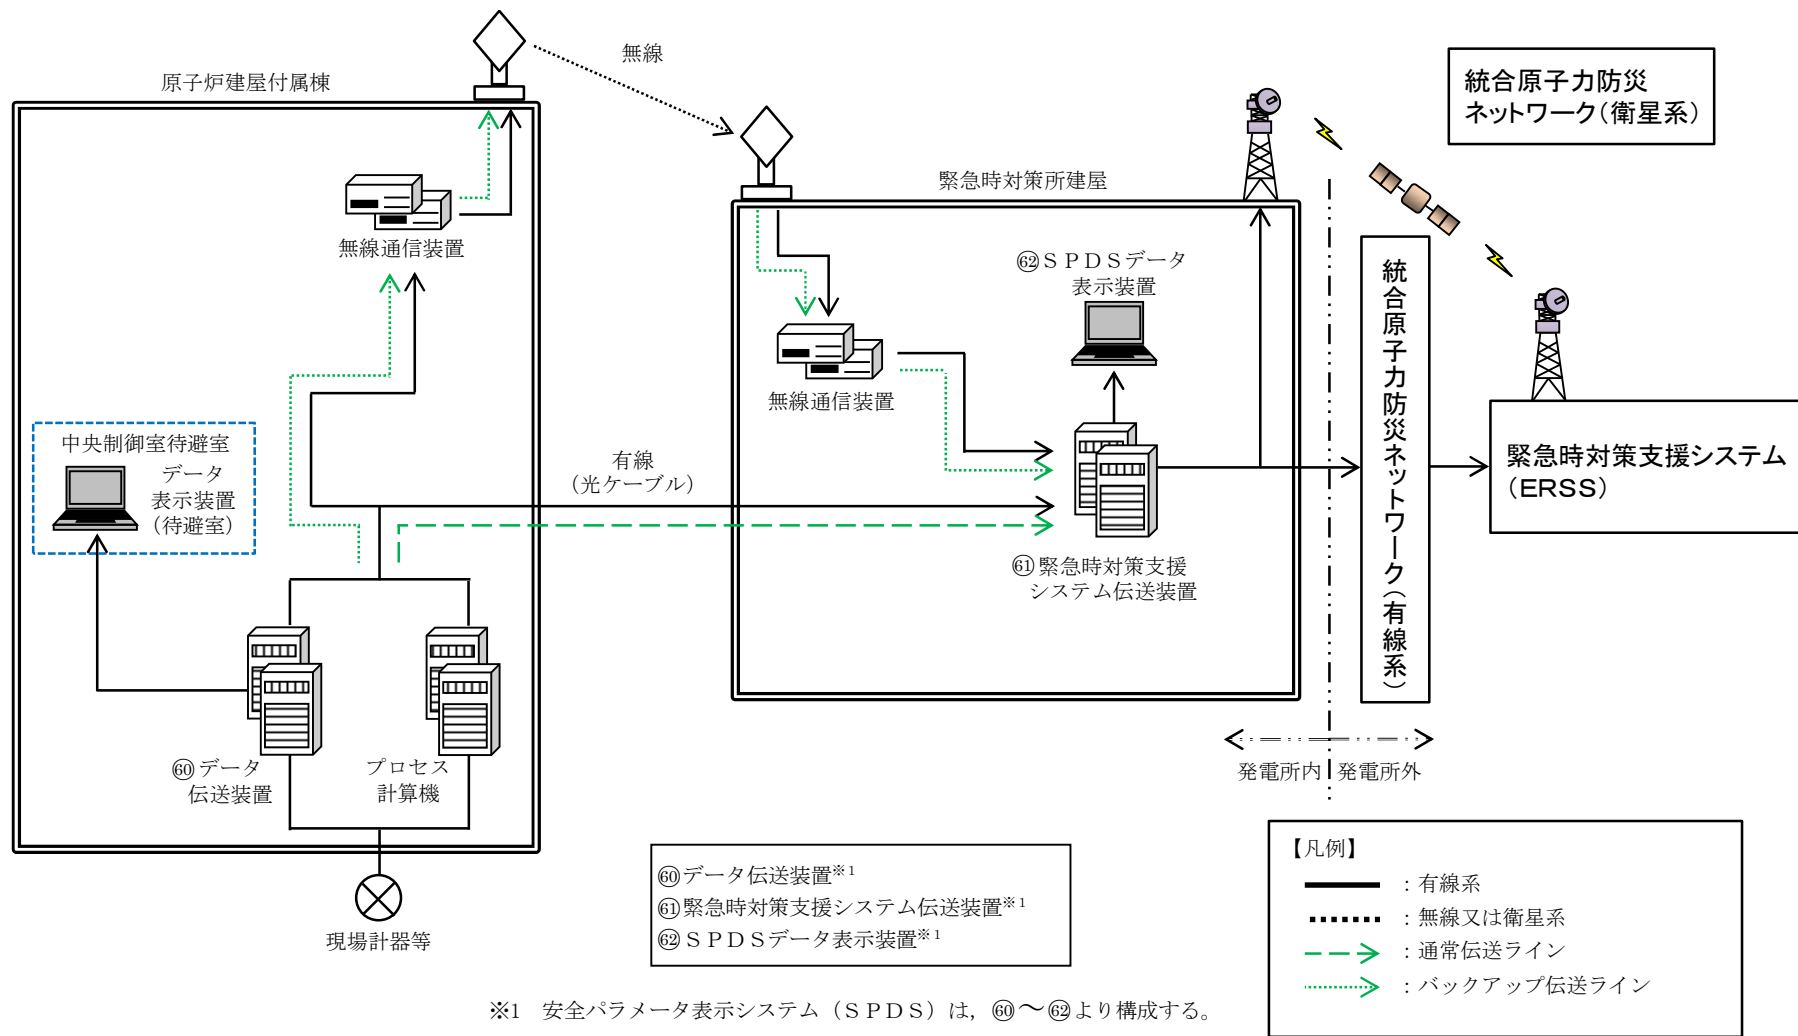 原子炉建屋付属棟
無線
統合原子力防災
ネットワーク(衛星系)
緊急時対策所建屋
無線通信装置
㉖２ＳＰＤＳデータ
表示装置
無線通信装置
統合原子力防災ネットワーク(有線系)
中央制御室待避室
データ
表示装置
(待避室)
有線
(光ケーブル)
緊急時対策支援システム
(ERSS)
61緊急時対策支援
システム伝送装置
60データ
伝送装置
プロセス
計算機
発電所内
発電所外
現場計器等
60データ伝送装置※1
61緊急時対策支援システム伝送装置※1
62ＳＰＤＳデータ表示装置※1
【凡例】
：有線系
：無線又は衛星系
：通常伝送ライン
：バックアップ伝送ライン
※1　安全パラメータ表示システム（ＳＰＤＳ）は，60～62より構成する。